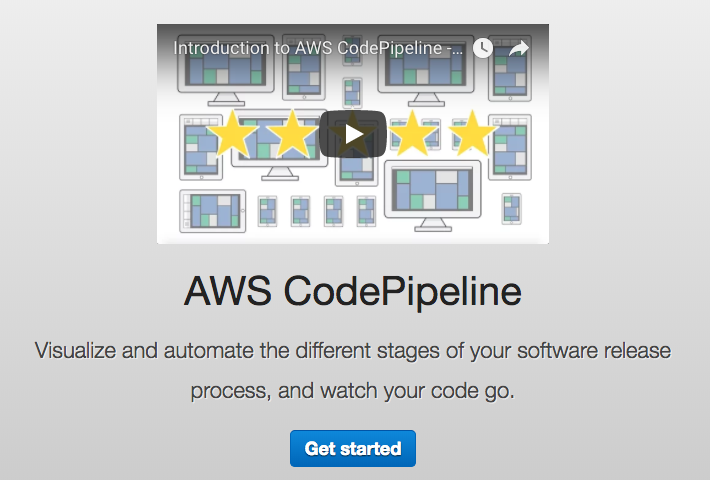 Introduction to AWS CodePipeline -...
AWS CodePipeline
Visualize and automate the different stages of your software release
process, and watch your code go.
Get started